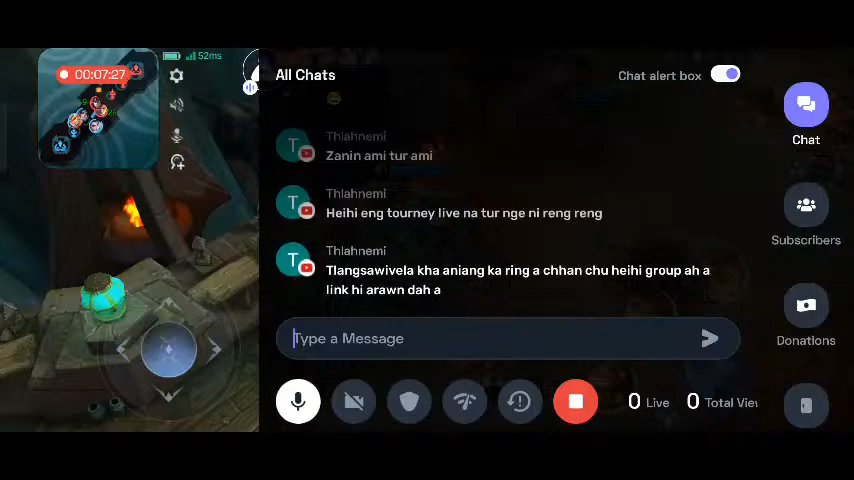 00:07:27
52ms
All Chats
Chat alert box
Chat
Thlahnemi
Zanin ami tur ami
Thlahnemi
Heihi eng tourney live na tur nge ni reng reng
Subscribers
Thlahnemi
Tlangsawivela kha aniang ka ring a chhan chu heihi group ah a
link hi arawn dah a
Type a Message
Donations
0 Live
0 Total Vie
T
T
T